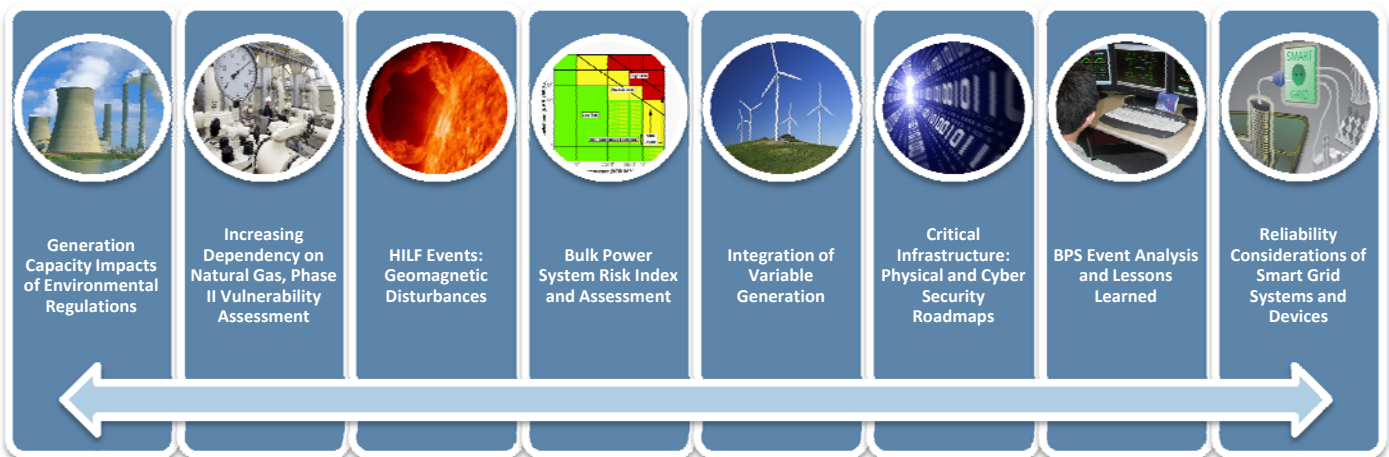 Generation
Capacity Impacts
of Environmental
Regulations
Increasing
Dependency on
Natural Gas, Phase
II Vulnerability
Assessment
HILF Events:
Geomagnetic
Disturbances
Bulk Power
System Risk Index
and Assessment
Integration of
Variable
Generation
Critical
Infrastructure:
Physical and Cyber
Security
Roadmaps
BPS Event Analysis
and Lessons
Learned
SMART
GRID
Reliability
Considerations of
Smart Grid
Systems and
Devices